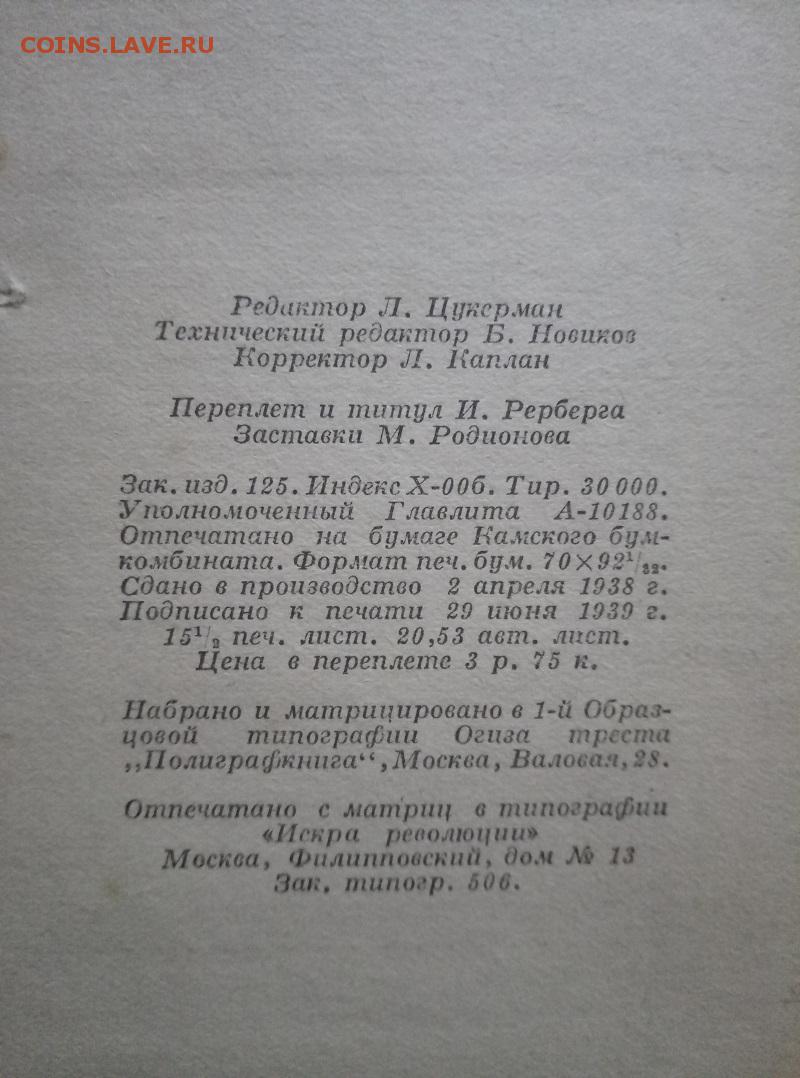 COINS.LAVE.RU
Редактор Л. Цукерман
Технический редактор Б. Новиков
Корректор Л. Каплан
Переплет и титул И. Рерберга
Заставки М. Родионова
Зак. изд. 125. Индекс X-00б. Тир. 30 000.
Уполномоченный Главлита А-10188.
Отпечатано на бумаге Камского бум-
комбината. Формат печ. бум. 70×92¹/₃₂.
Сдано в производство 2 апреля 1938 г.
Подписано к печати 29 июня 1939 г.
15¹/₂ печ. лист. 20,53 авт. лист.
Цена в переплете 3 р. 75 к.
Набрано и матрицировано в 1-й Образ-
цовой типографии Огиза треста
„Полиграфкнига“, Москва, Валовая, 28.
Отпечатано с матриц в типографии
«Искра революции»
Москва, Филипповский, дом № 13
Зак. типогр. 506.